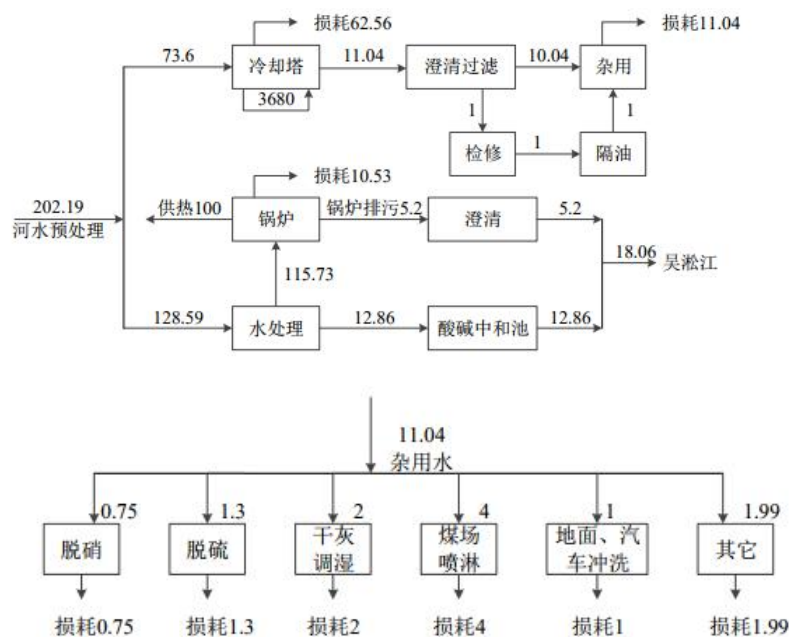 损耗62.56
损耗11.04
73.6
冷却塔
11.04
澄清过滤
10.04
杂用
3680
1
1
检修
1
隔油
损耗10.53
202.19
河水预处理
供热100
锅炉
锅炉排污5.2
澄清
5.2
18.06
吴淞江
115.73
128.59
水处理
12.86
酸碱中和池
12.86
11.04
杂用水
0.75
1.3
2
4
1
1.99
脱硝
脱硫
干灰
调湿
煤场
喷淋
地面、汽
车冲洗
其它
损耗0.75
损耗1.3
损耗2
损耗4
损耗1
损耗1.99